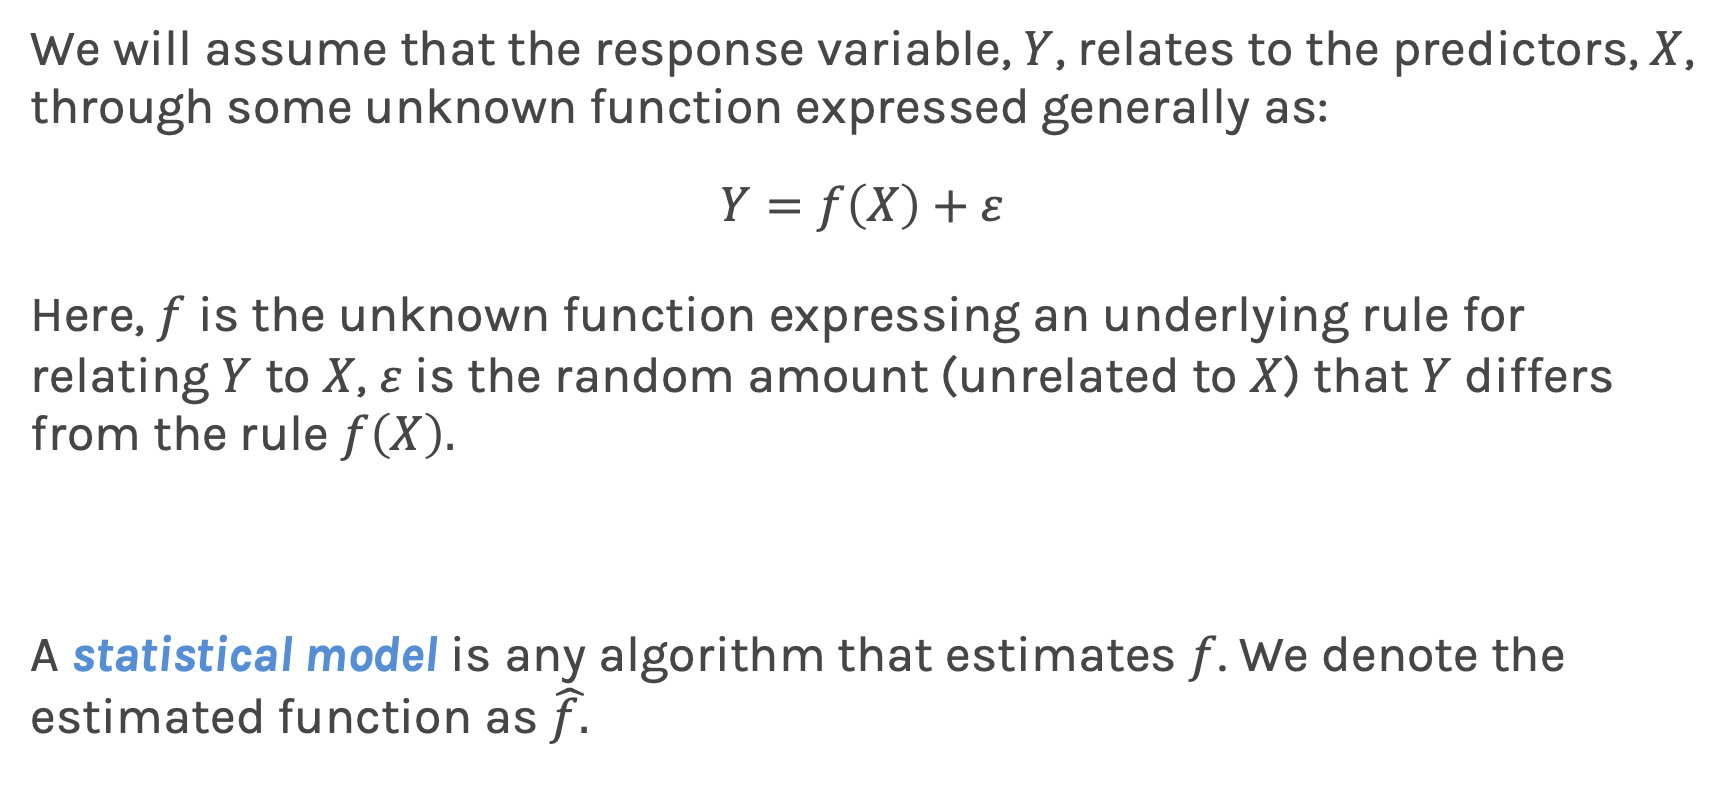 We will assume that the response variable, Y, relates to the predictors, X,
through some unknown function expressed generally as:
Y = f(X) + ε
Here, f is the unknown function expressing an underlying rule for
relating Y to X, ε is the random amount (unrelated to X) that Y differs
from the rule f(X).
A statistical model is any algorithm that estimates f. We denote the
estimated function as f̂.